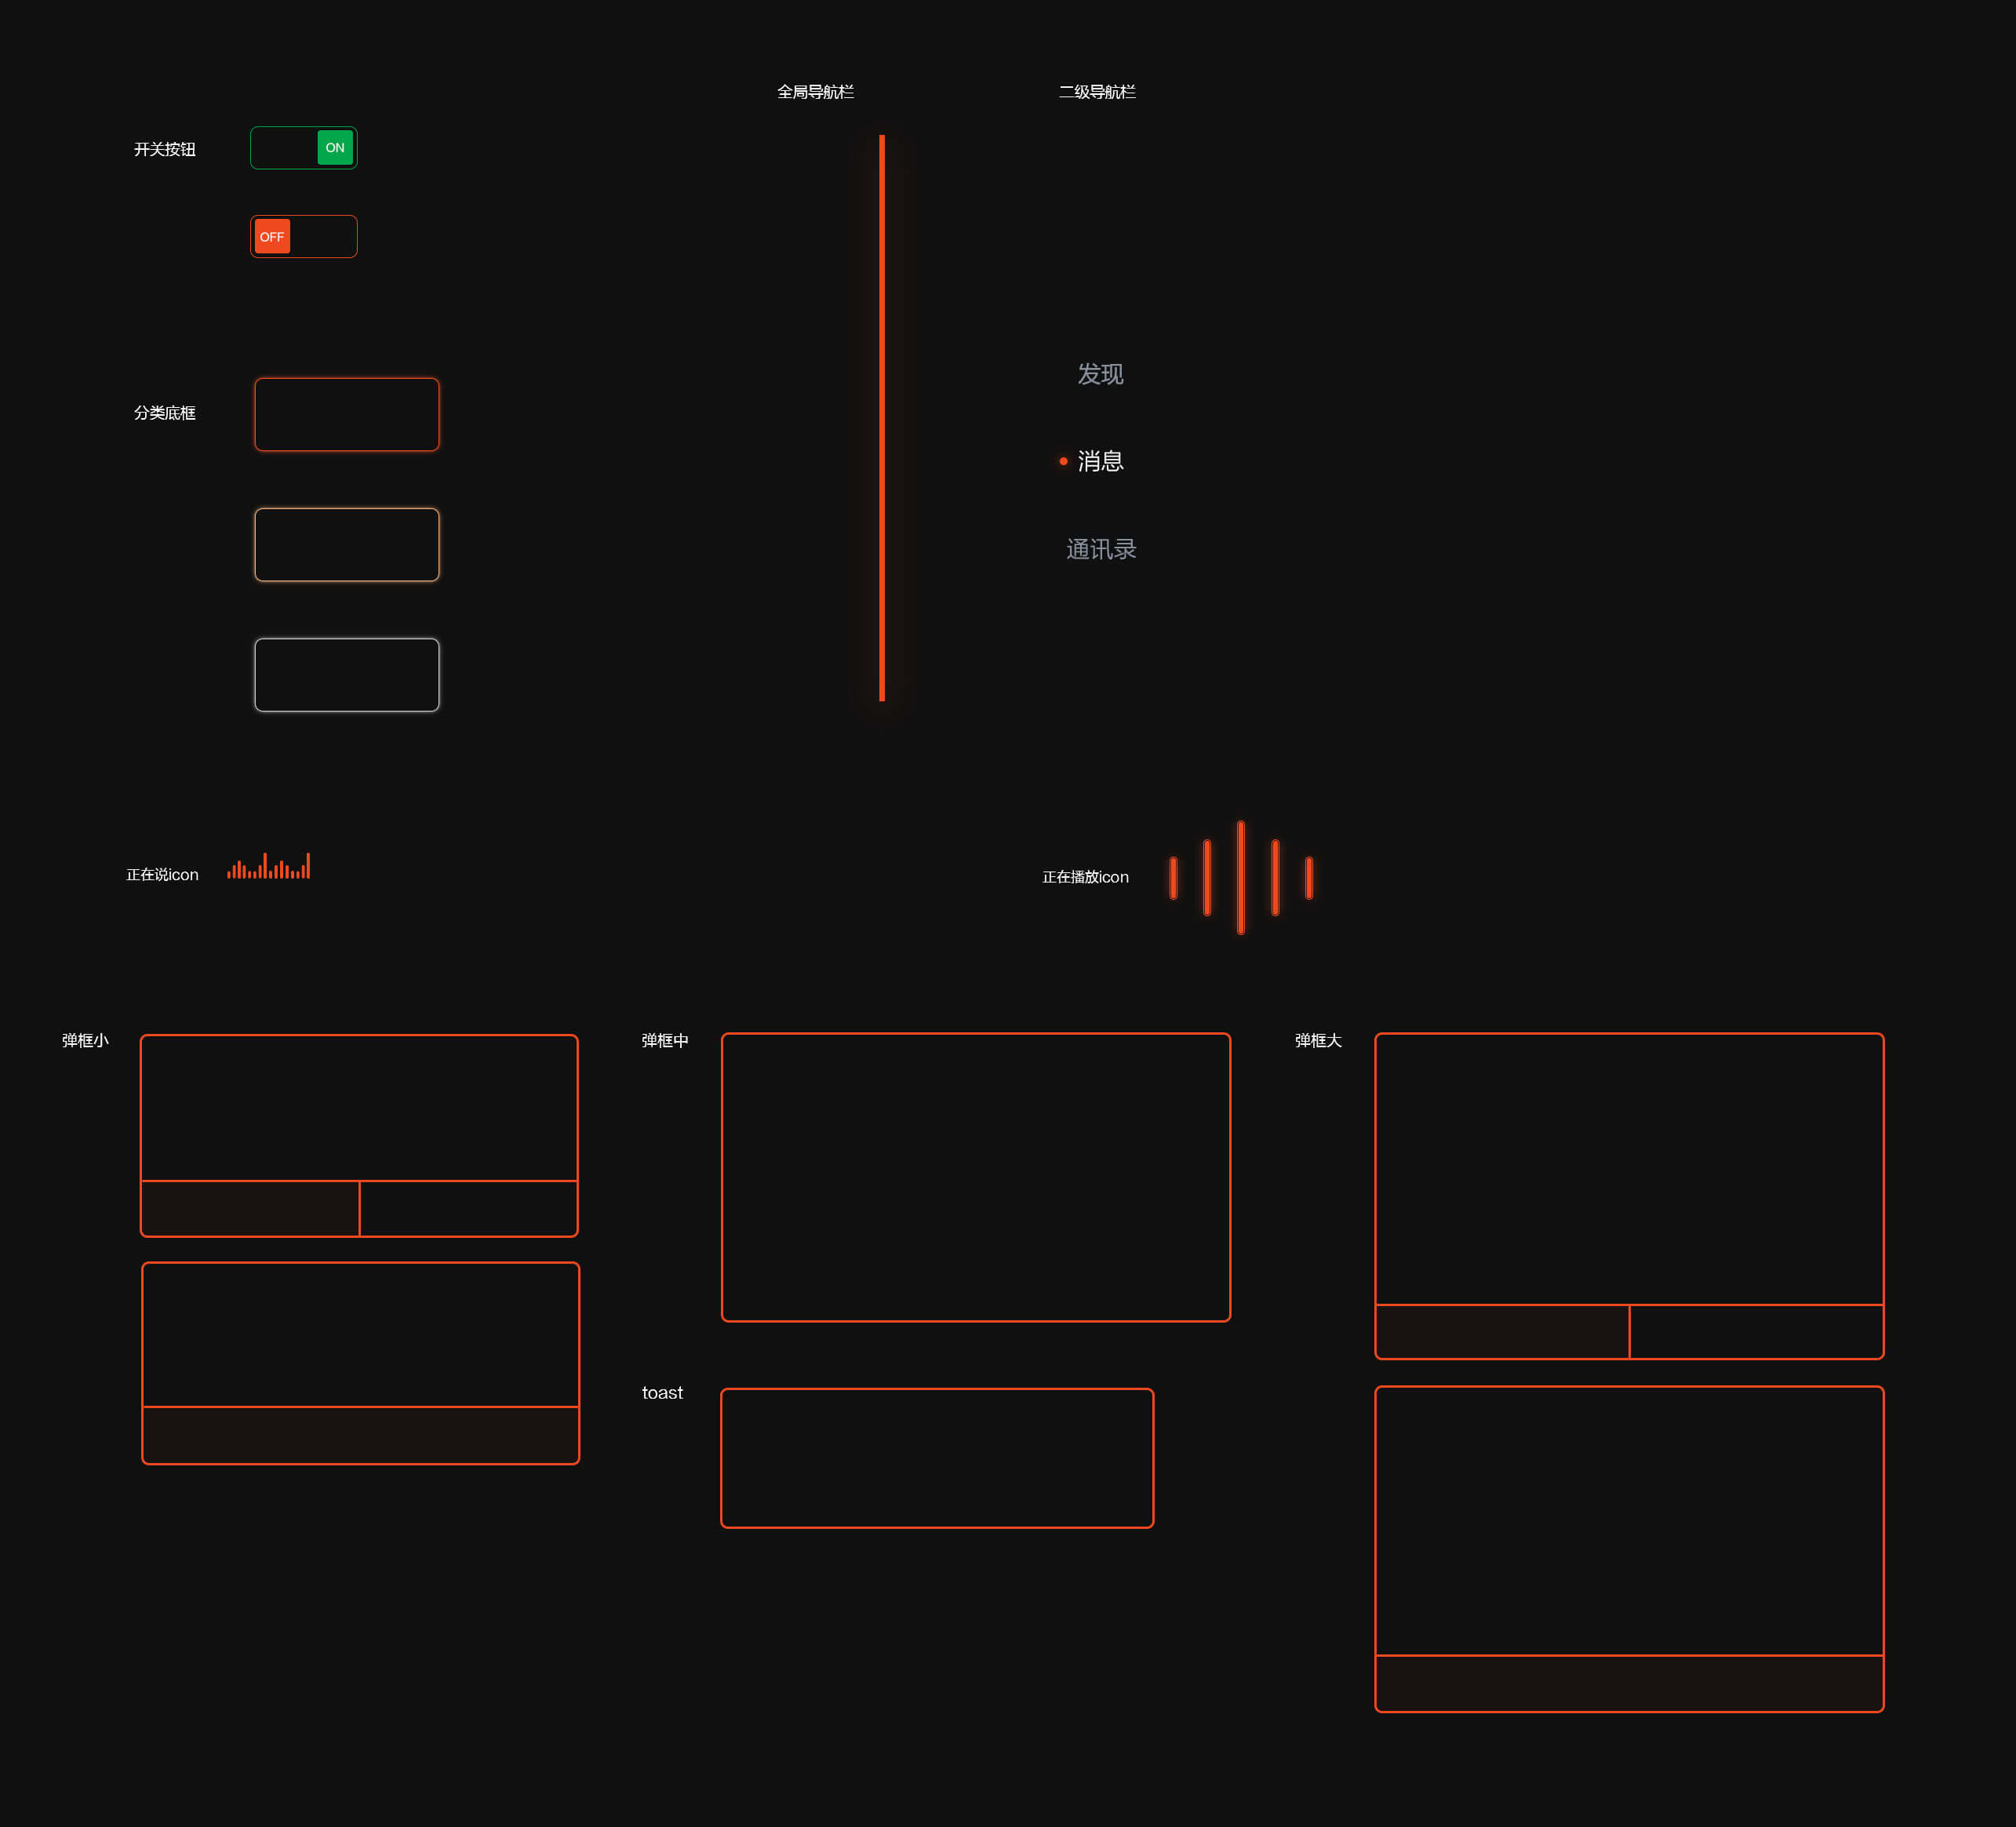 全局导航栏
二级导航栏
开关按钮
ON
OFF
分类底框
发现
消息
通讯录
正在说icon
正在播放icon
弹框小
弹框中
弹框大
toast